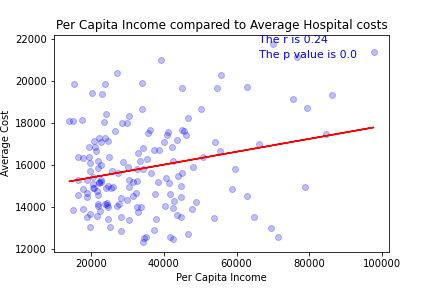 Per Capita Income compared to Average Hospital costs
The r is 0.24
The p value is 0.0
22000
20000
18000
16000
14000
12000
Average Cost
20000 40000 60000 80000 100000
Per Capita Income